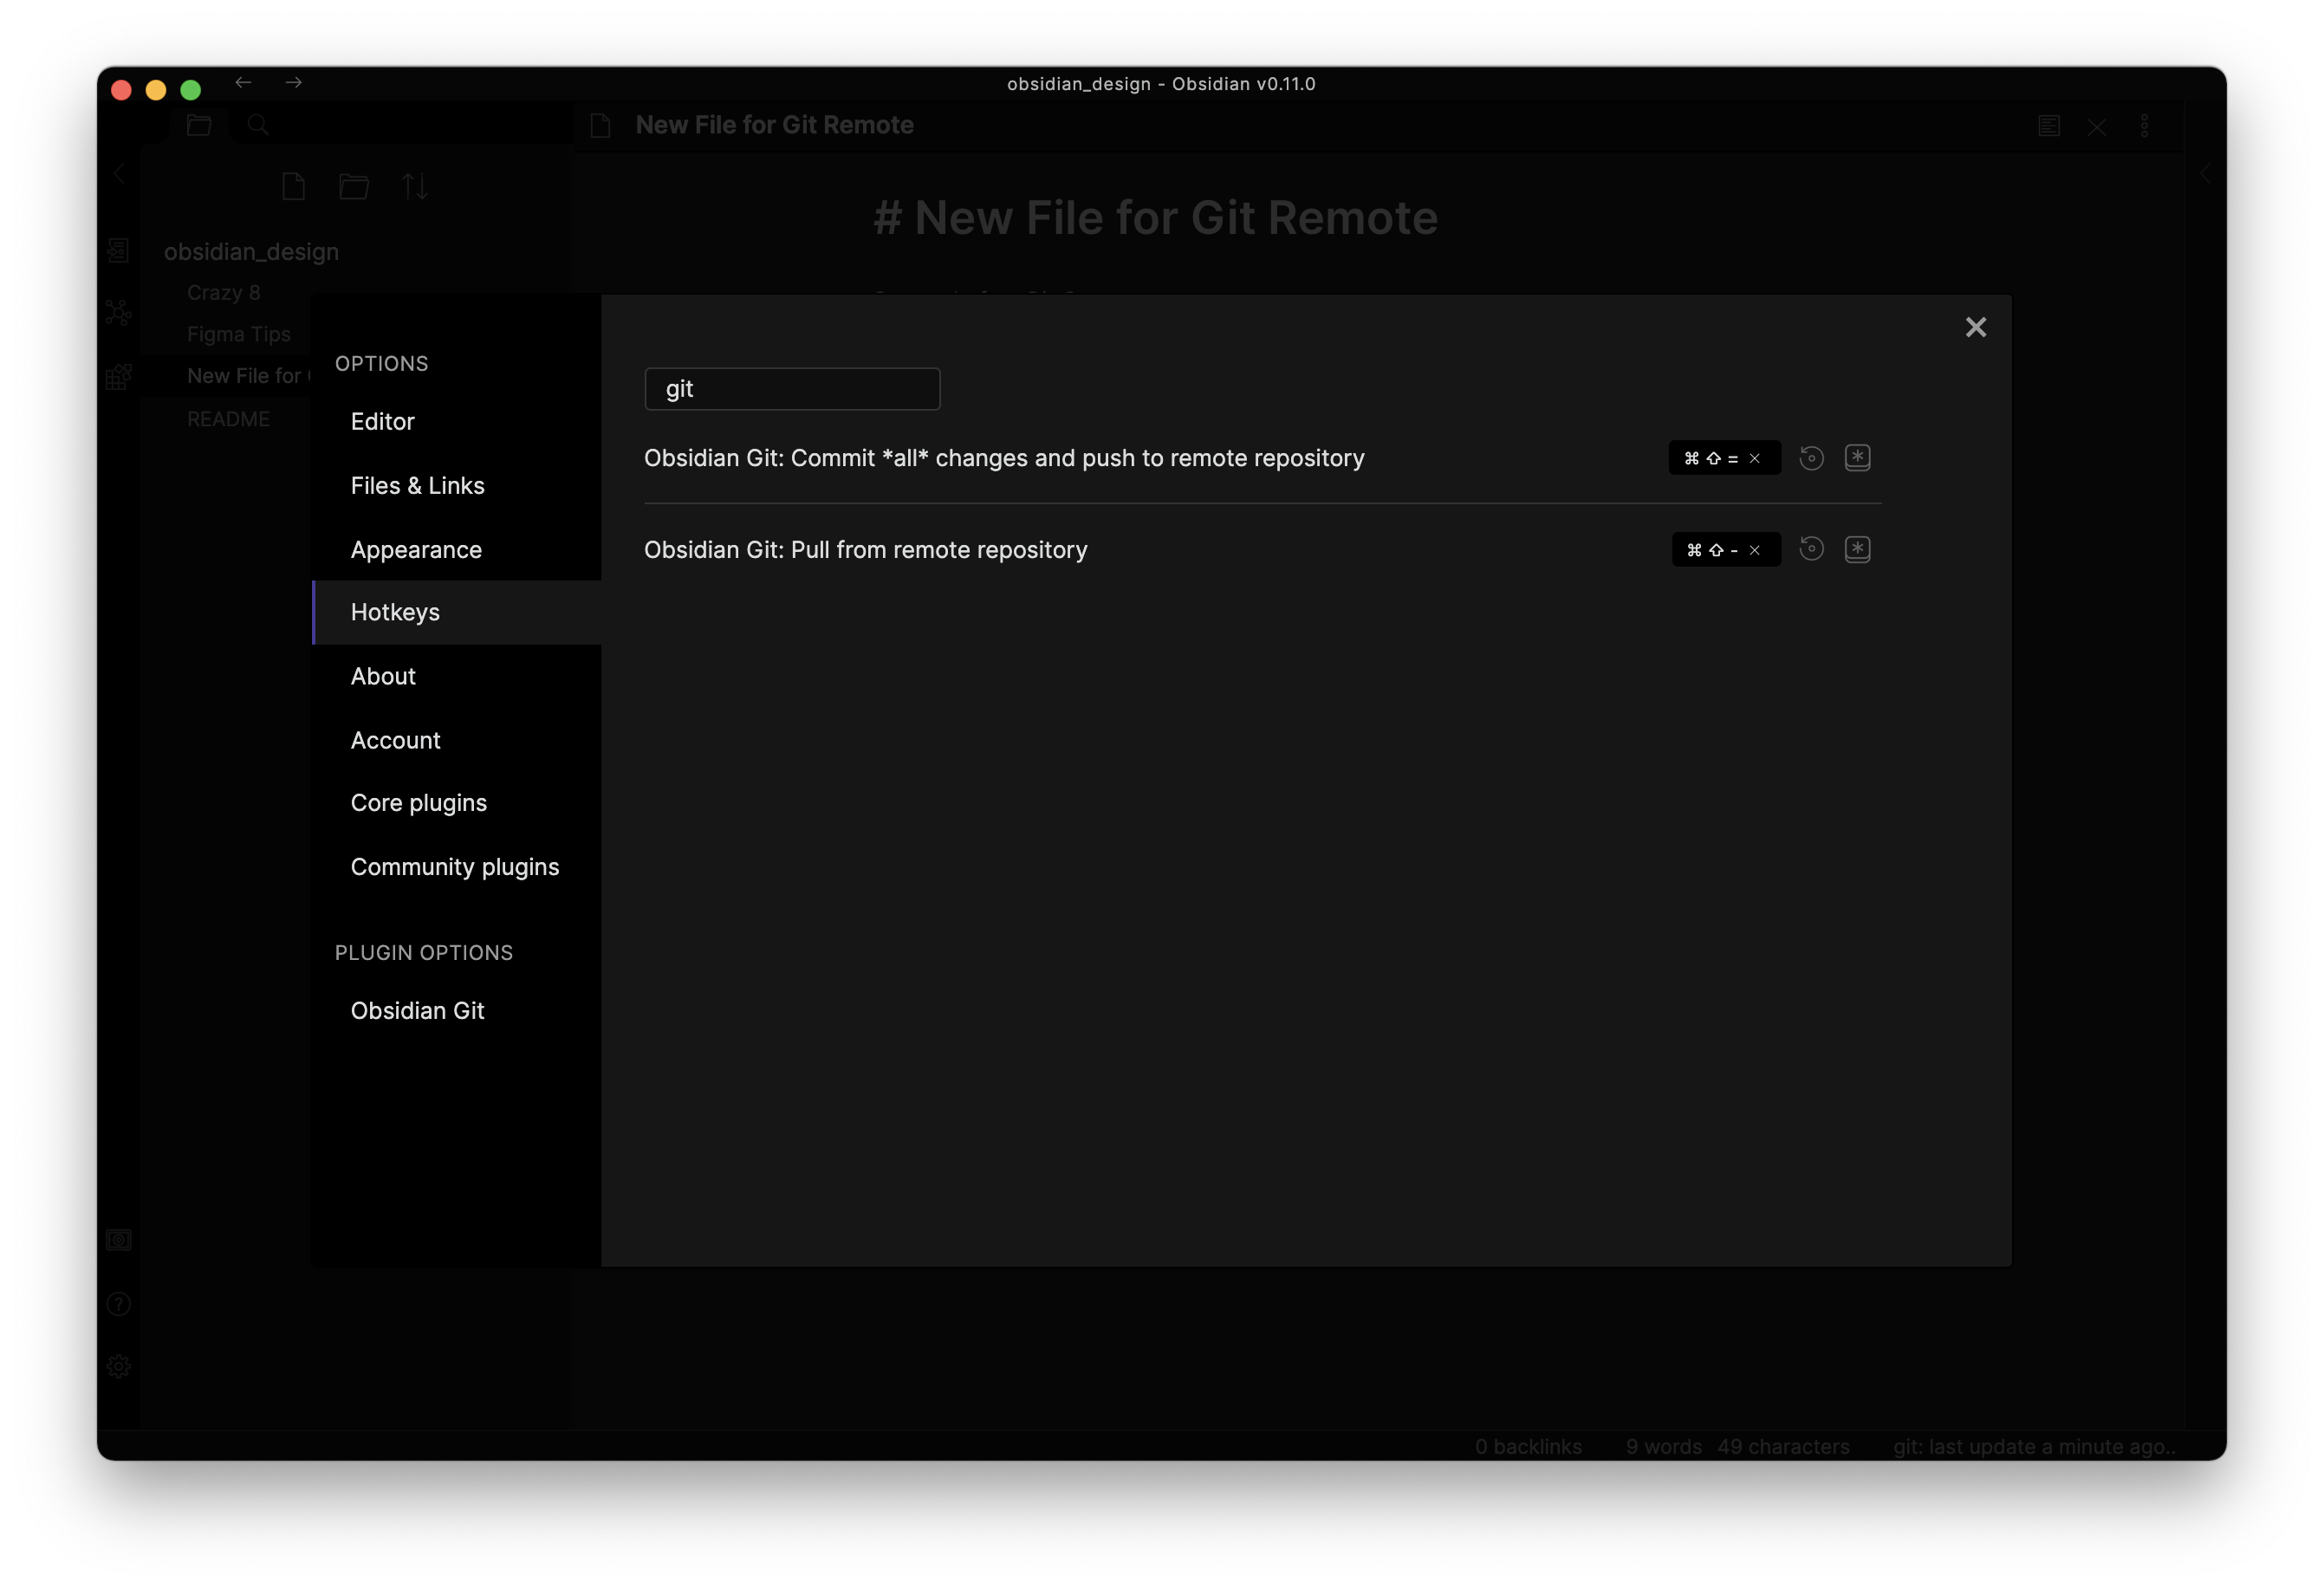 obsidian_design - Obsidian v0.11.0
New File for Git Remote
# New File for Git Remote
obsidian_design
Crazy 8
Figma Tips
New File for
README
OPTIONS
Editor
Files & Links
Appearance
Hotkeys
About
Account
Core plugins
Community plugins
PLUGIN OPTIONS
Obsidian Git
git
Obsidian Git: Commit *all* changes and push to remote repository
⌘ ⇧ = ×
Obsidian Git: Pull from remote repository
⌘ ⇧ - ×
0 backlinks 9 words 49 characters git: last update a minute ago..